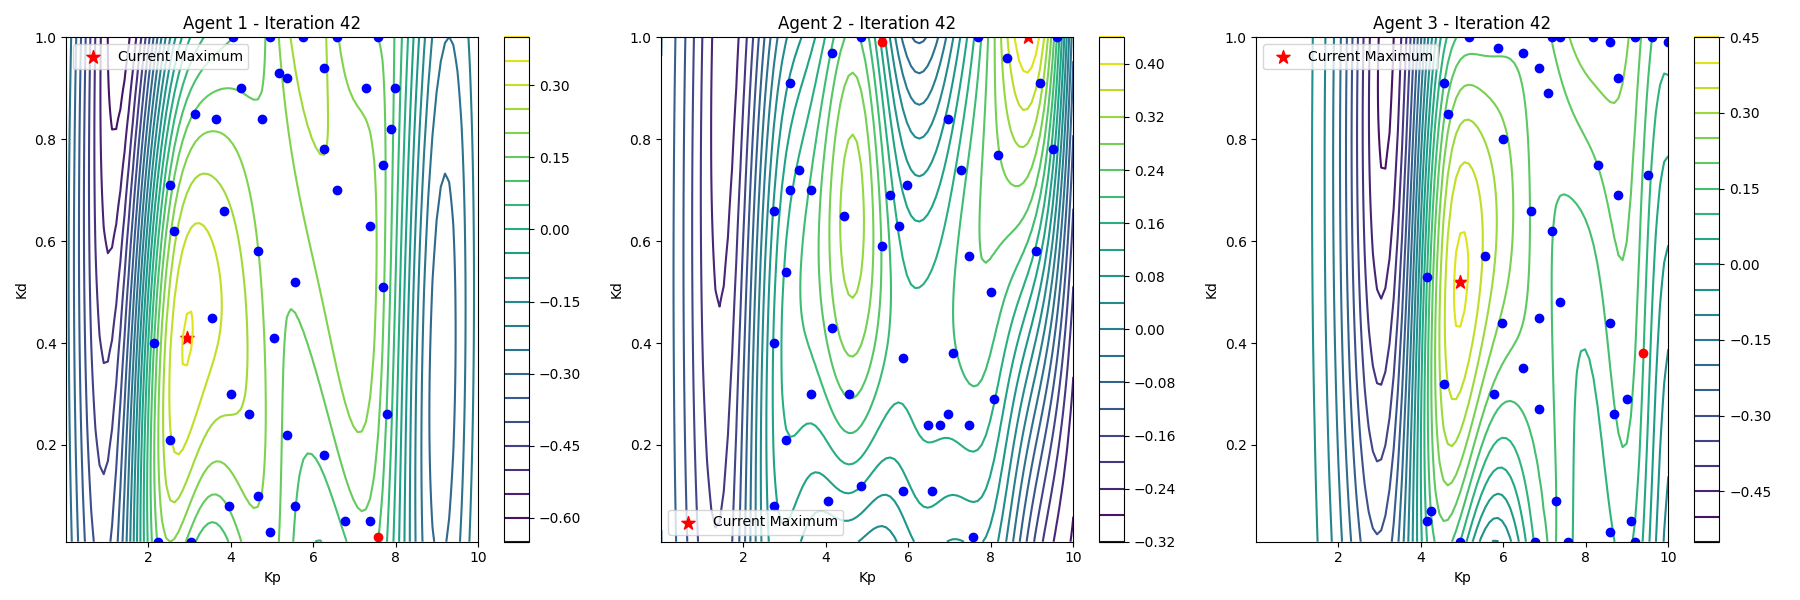 Agent 1 - Iteration 42
Current Maximum
Kd
1.0
0.8
0.6
0.4
0.2
2 4 6 8 10
Kp
0.30
0.15
0.00
−0.15
−0.30
−0.45
−0.60
Agent 2 - Iteration 42
Kd
1.0
0.8
0.6
0.4
0.2
Current Maximum
2 4 6 8 10
Kp
0.40
0.32
0.24
0.16
0.08
0.00
−0.08
−0.16
−0.24
−0.32
Agent 3 - Iteration 42
Current Maximum
Kd
1.0
0.8
0.6
0.4
0.2
2 4 6 8 10
Kp
0.45
0.30
0.15
0.00
−0.15
−0.30
−0.45